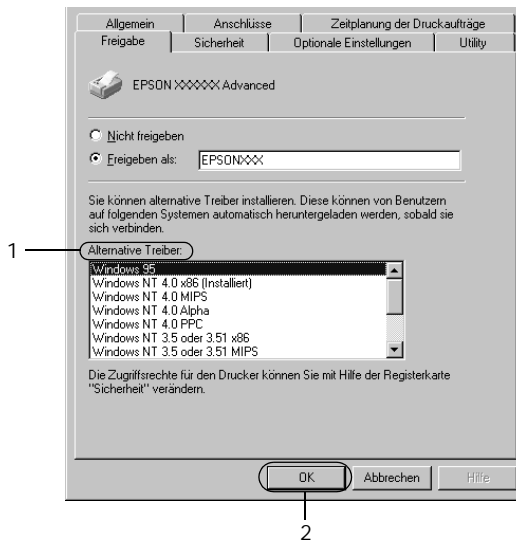 Allgemein Anschlüsse Zeitplanung der Druckaufträge
Freigabe Sicherheit Optionale Einstellungen Utility
EPSON XXXXXX Advanced
Nicht freigeben
Freigeben als: EPSONXXX
Sie können alternative Treiber installieren. Diese können von Benutzern
auf folgenden Systemen automatisch heruntergeladen werden, sobald sie
sich verbinden.
1
Alternative Treiber:
Windows 95
Windows NT 4.0 x86 (Installiert)
Windows NT 4.0 MIPS
Windows NT 4.0 Alpha
Windows NT 4.0 PPC
Windows NT 3.5 oder 3.51 x86
Windows NT 3.5 oder 3.51 MIPS
Die Zugriffsrechte für den Drucker können Sie mit Hilfe der Registerkarte
"Sicherheit" verändern.
OK Abbrechen Hilfe
2